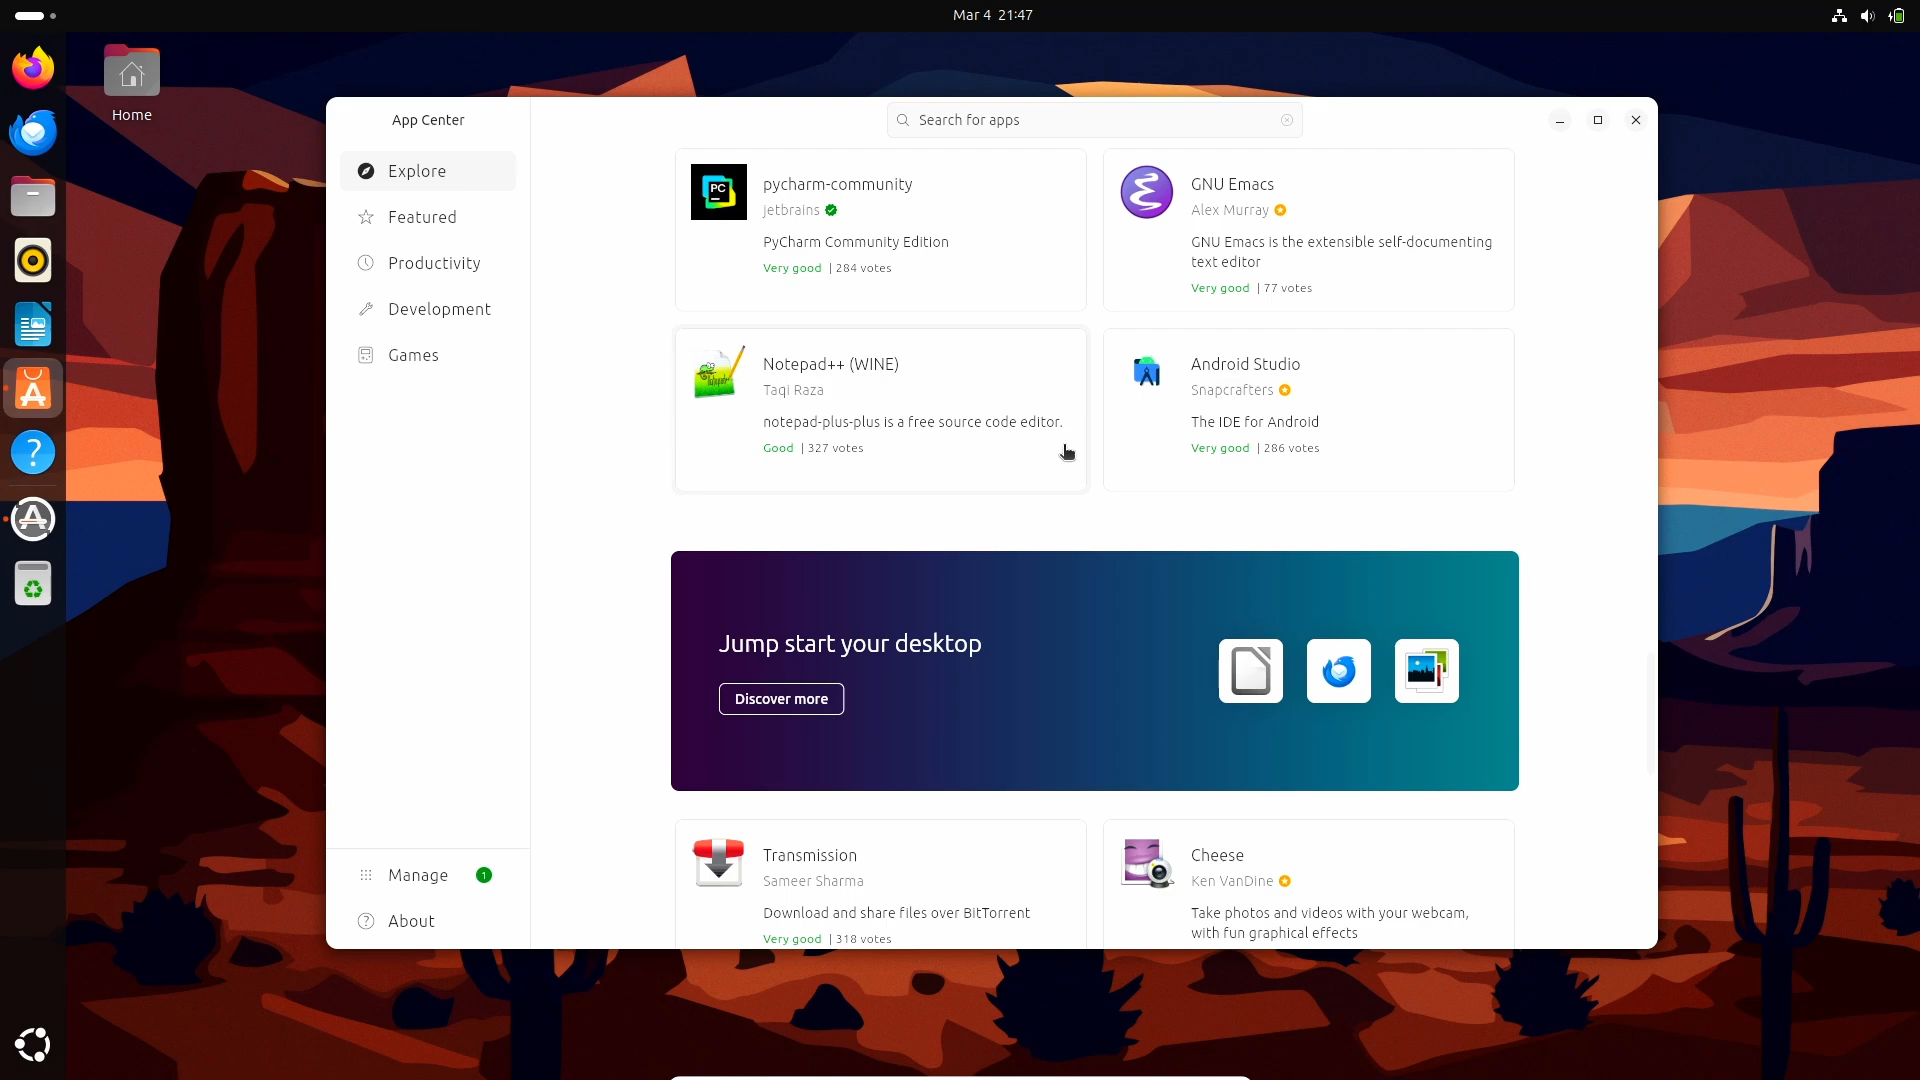 Mar 4 21:47
Home
App Center
Search for apps
Explore
Featured
Productivity
Development
Games
Manage 1
About
PC
pycharm-community
jetbrains
PyCharm Community Edition
Very good | 284 votes
GNU Emacs
Alex Murray
GNU Emacs is the extensible self-documenting
text editor
Very good | 77 votes
Notepad++ (WINE)
Taqi Raza
notepad-plus-plus is a free source code editor.
Good | 327 votes
Android Studio
Snapcrafters
The IDE for Android
Very good | 286 votes
Jump start your desktop
Discover more
Transmission
Sameer Sharma
Download and share files over BitTorrent
Very good | 318 votes
Cheese
Ken VanDine
Take photos and videos with your webcam,
with fun graphical effects